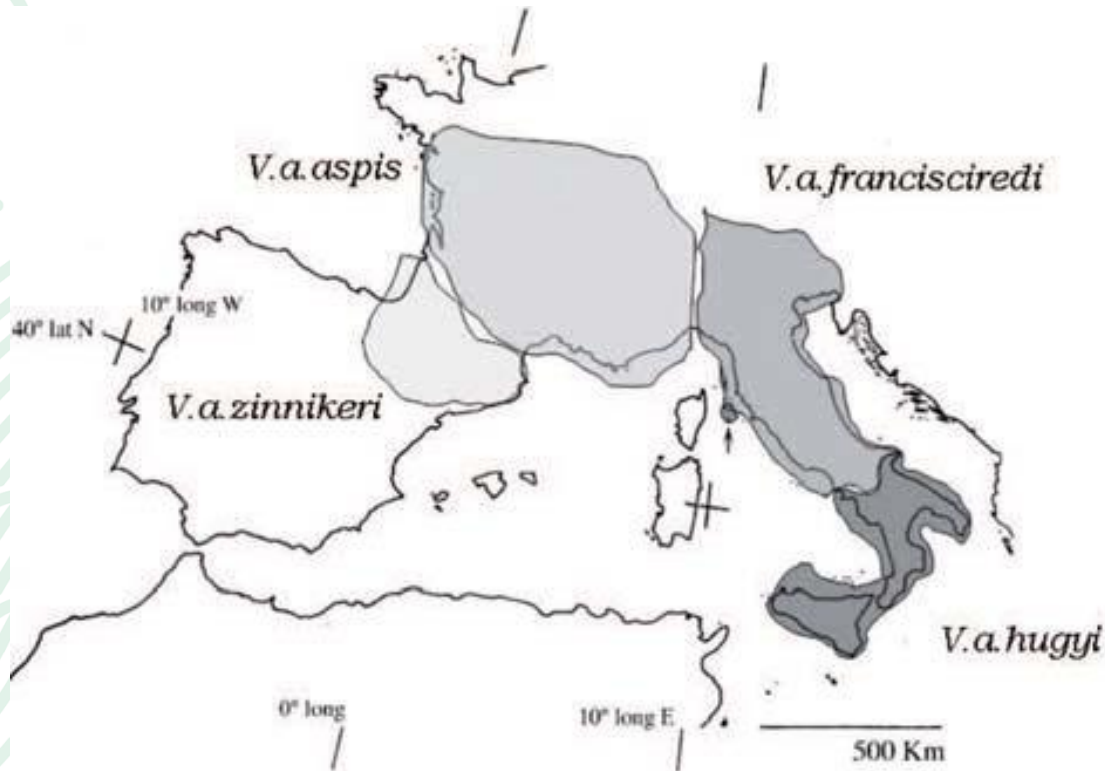 V.a.aspis
V.a.francisciredi
10° long W
40° lat N
V.a.zinnikeri
V.a.hugyi
0° long
10° long E
500 Km